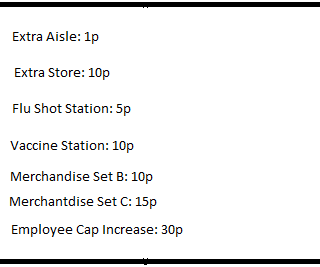 Extra Aisle: 1p
Extra Store: 10p
Flu Shot Station: 5p
Vaccine Station: 10p
Merchandise Set B: 10p
Merchantdise Set C: 15p
Employee Cap Increase: 30p